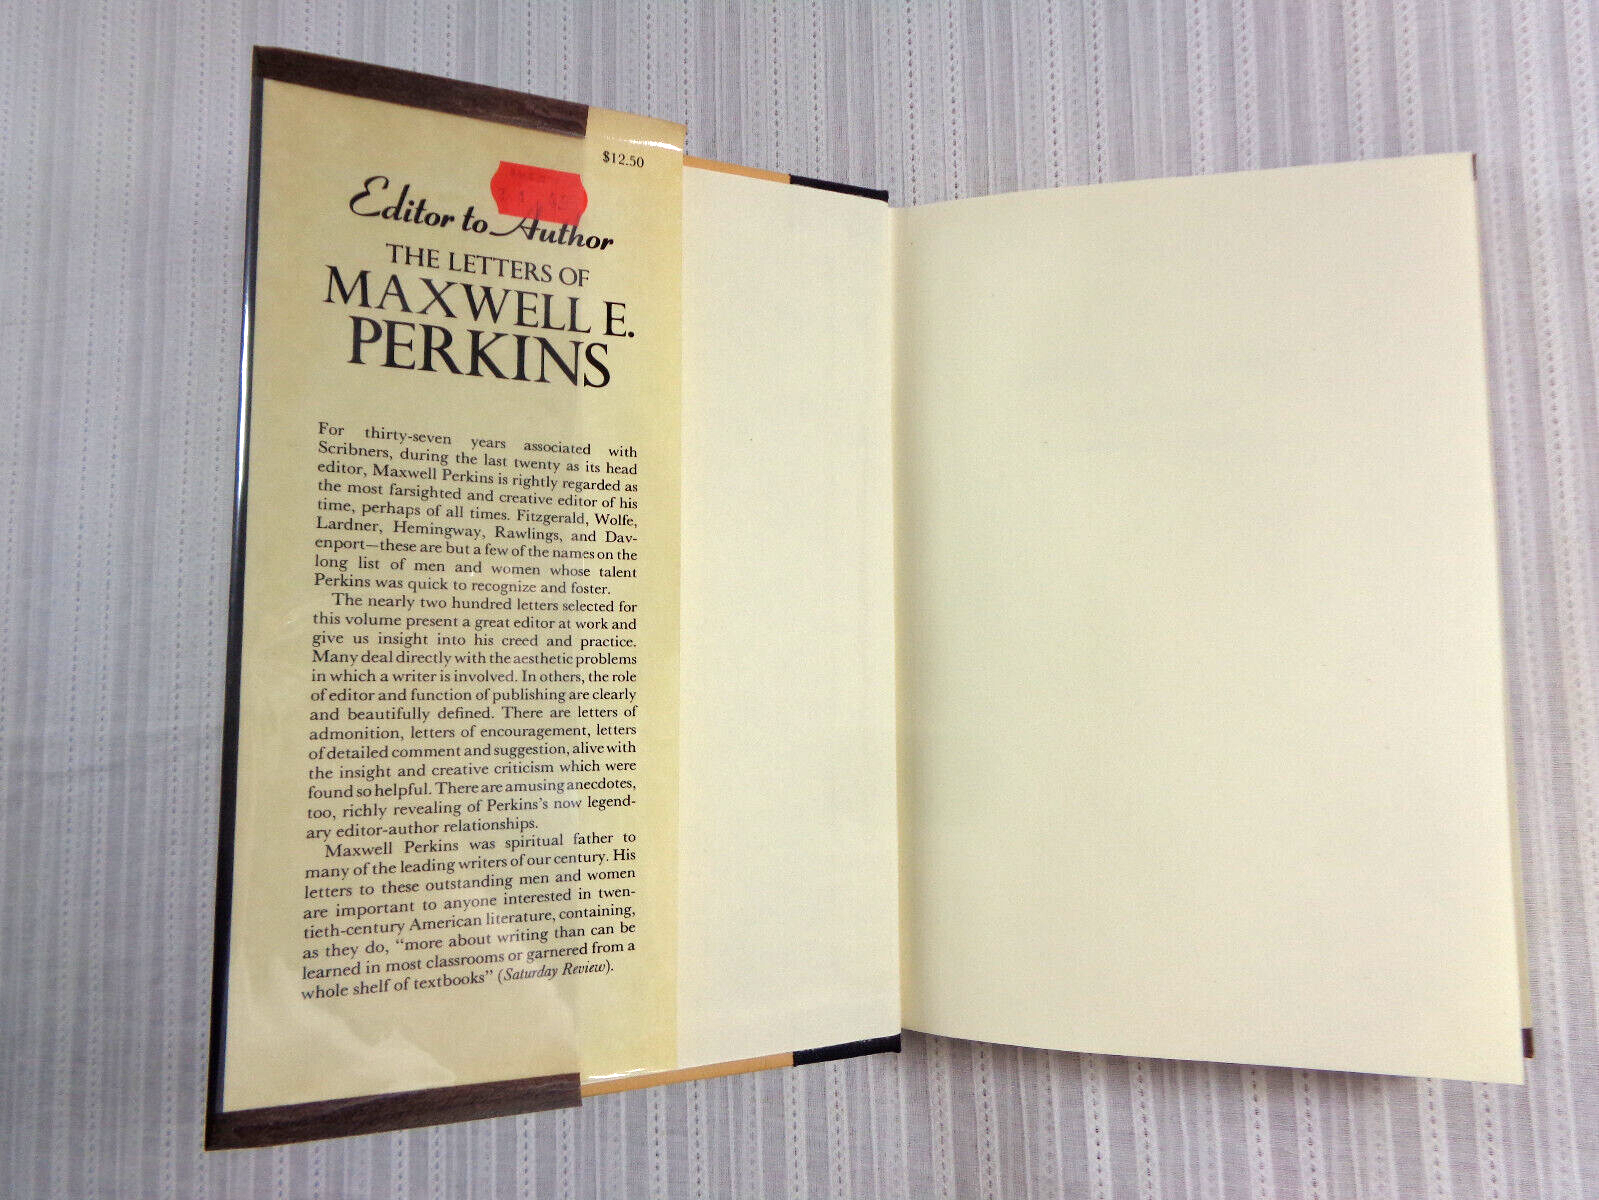 $12.50
Editor to Author
THE LETTERS OF
MAXWELL E.
PERKINS
For thirty-seven years associated with
Scribners, during the last twenty as its head
editor, Maxwell Perkins is rightly regarded as
the most farsighted and creative editor of his
time, perhaps of all times. Fitzgerald, Wolfe,
Lardner, Hemingway, Rawlings, and Dav-
enport—these are but a few of the names on the
long list of men and women whose talent
Perkins was quick to recognize and foster.
The nearly two hundred letters selected for
this volume present a great editor at work and
give us insight into his creed and practice.
Many deal directly with the aesthetic problems
in which a writer is involved. In others, the role
of editor and function of publishing are clearly
and beautifully defined. There are letters of
admonition, letters of encouragement, letters
of detailed comment and suggestion, alive with
the insight and creative criticism which were
found so helpful. There are amusing anecdotes,
too, richly revealing of Perkins's now legend-
ary editor-author relationships.
Maxwell Perkins was spiritual father to
many of the leading writers of our century. His
letters to these outstanding men and women
are important to anyone interested in twen-
tieth-century American literature, containing,
as they do, “more about writing than can be
learned in most classrooms or garnered from a
whole shelf of textbooks” (Saturday Review).